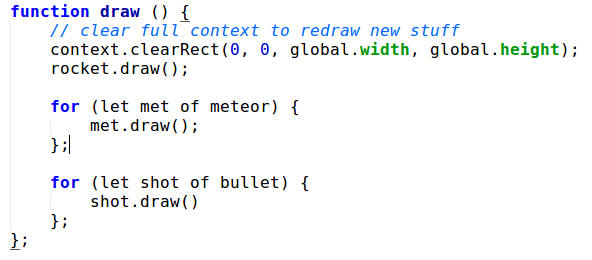 function draw () {
    // clear full context to redraw new stuff
    context.clearRect(0, 0, global.width, global.height);
    rocket.draw();

    for (let met of meteor) {
        met.draw();
    };

    for (let shot of bullet) {
        shot.draw()
    };
};